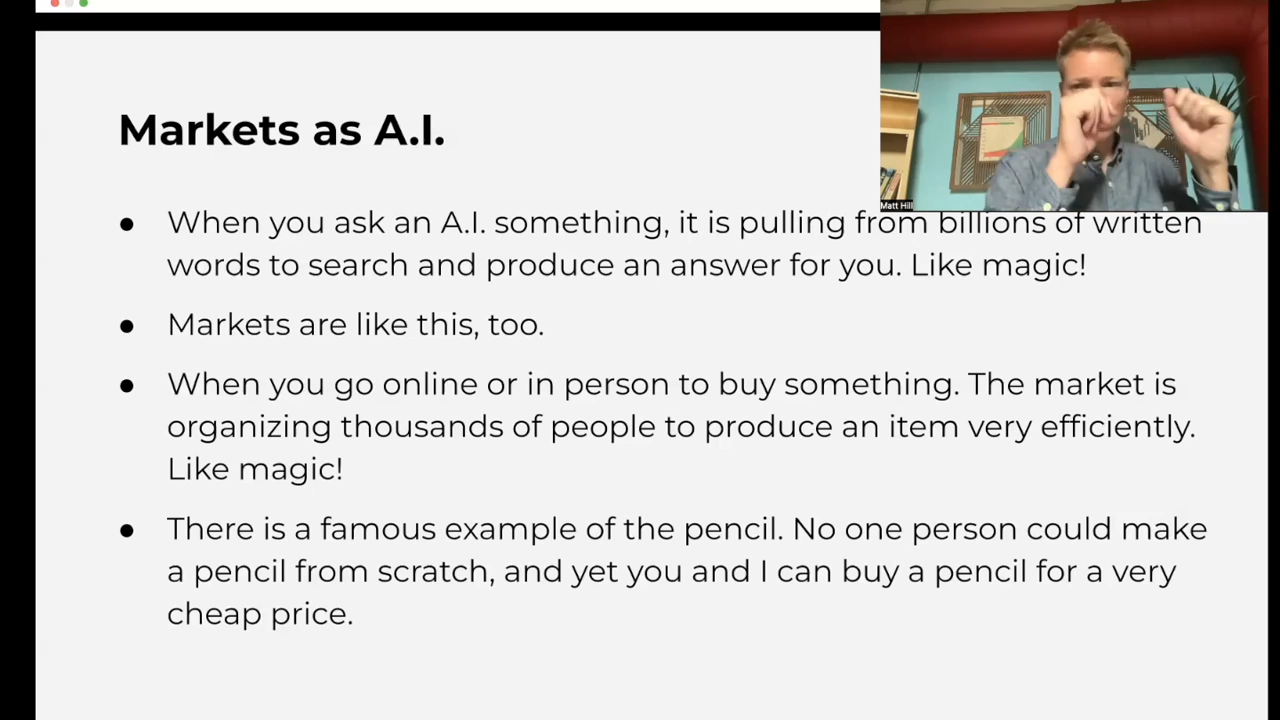 Markets as A.I.
Matt Hill
● When you ask an A.I. something, it is pulling from billions of written
words to search and produce an answer for you. Like magic!
● Markets are like this, too.
● When you go online or in person to buy something. The market is
organizing thousands of people to produce an item very efficiently.
Like magic!
● There is a famous example of the pencil. No one person could make
a pencil from scratch, and yet you and I can buy a pencil for a very
cheap price.